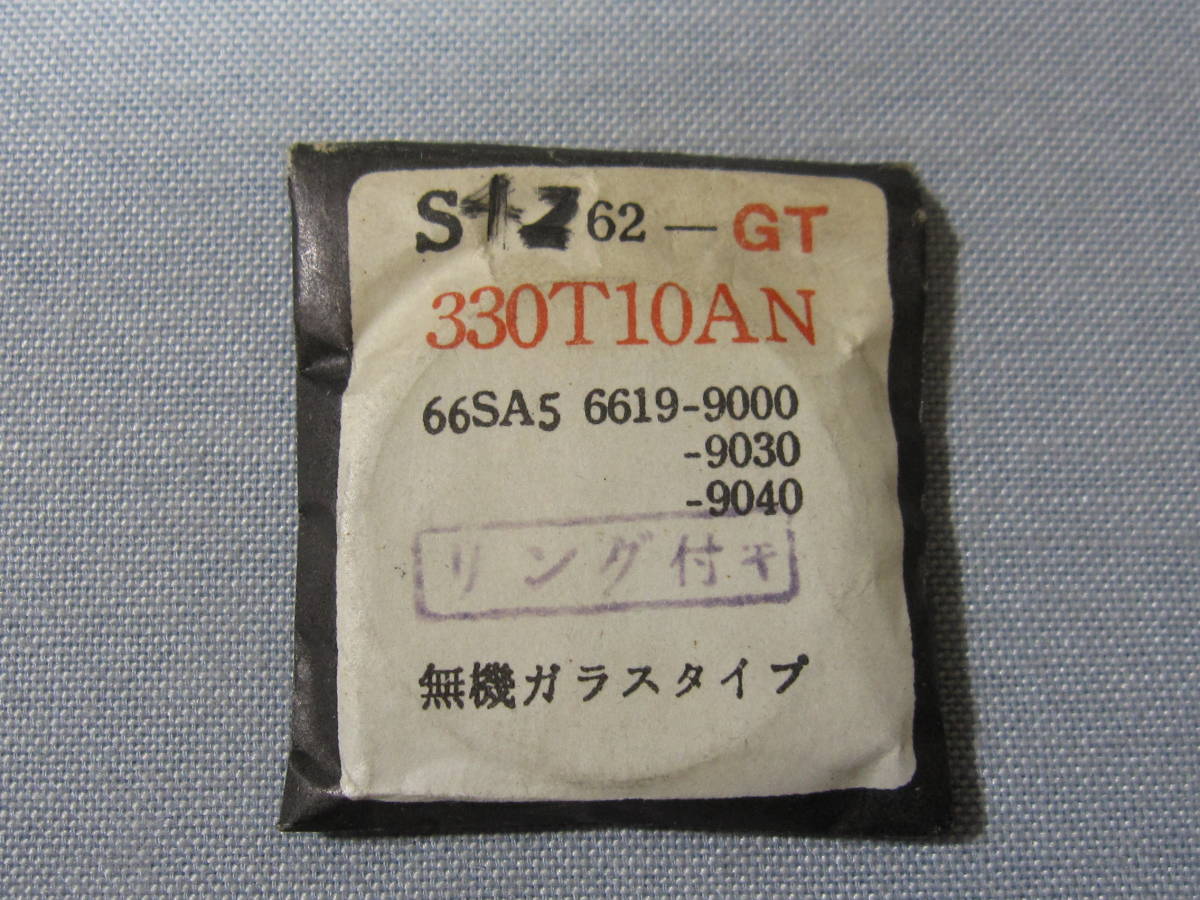 S 62—GT
330T10AN
66SA5 6619-9000
-9030
-9040
リング付キ
無機ガラスタイプ